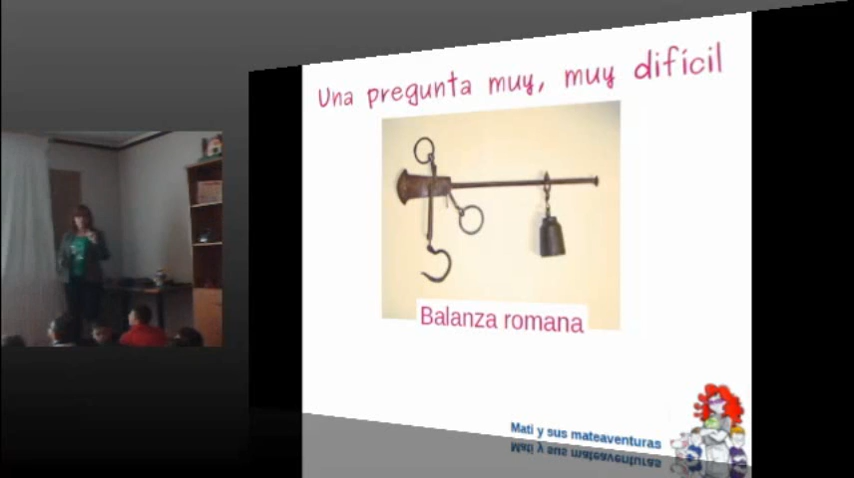 Una pregunta muy, muy difícil
Balanza romana
Mati y sus mateaventuras